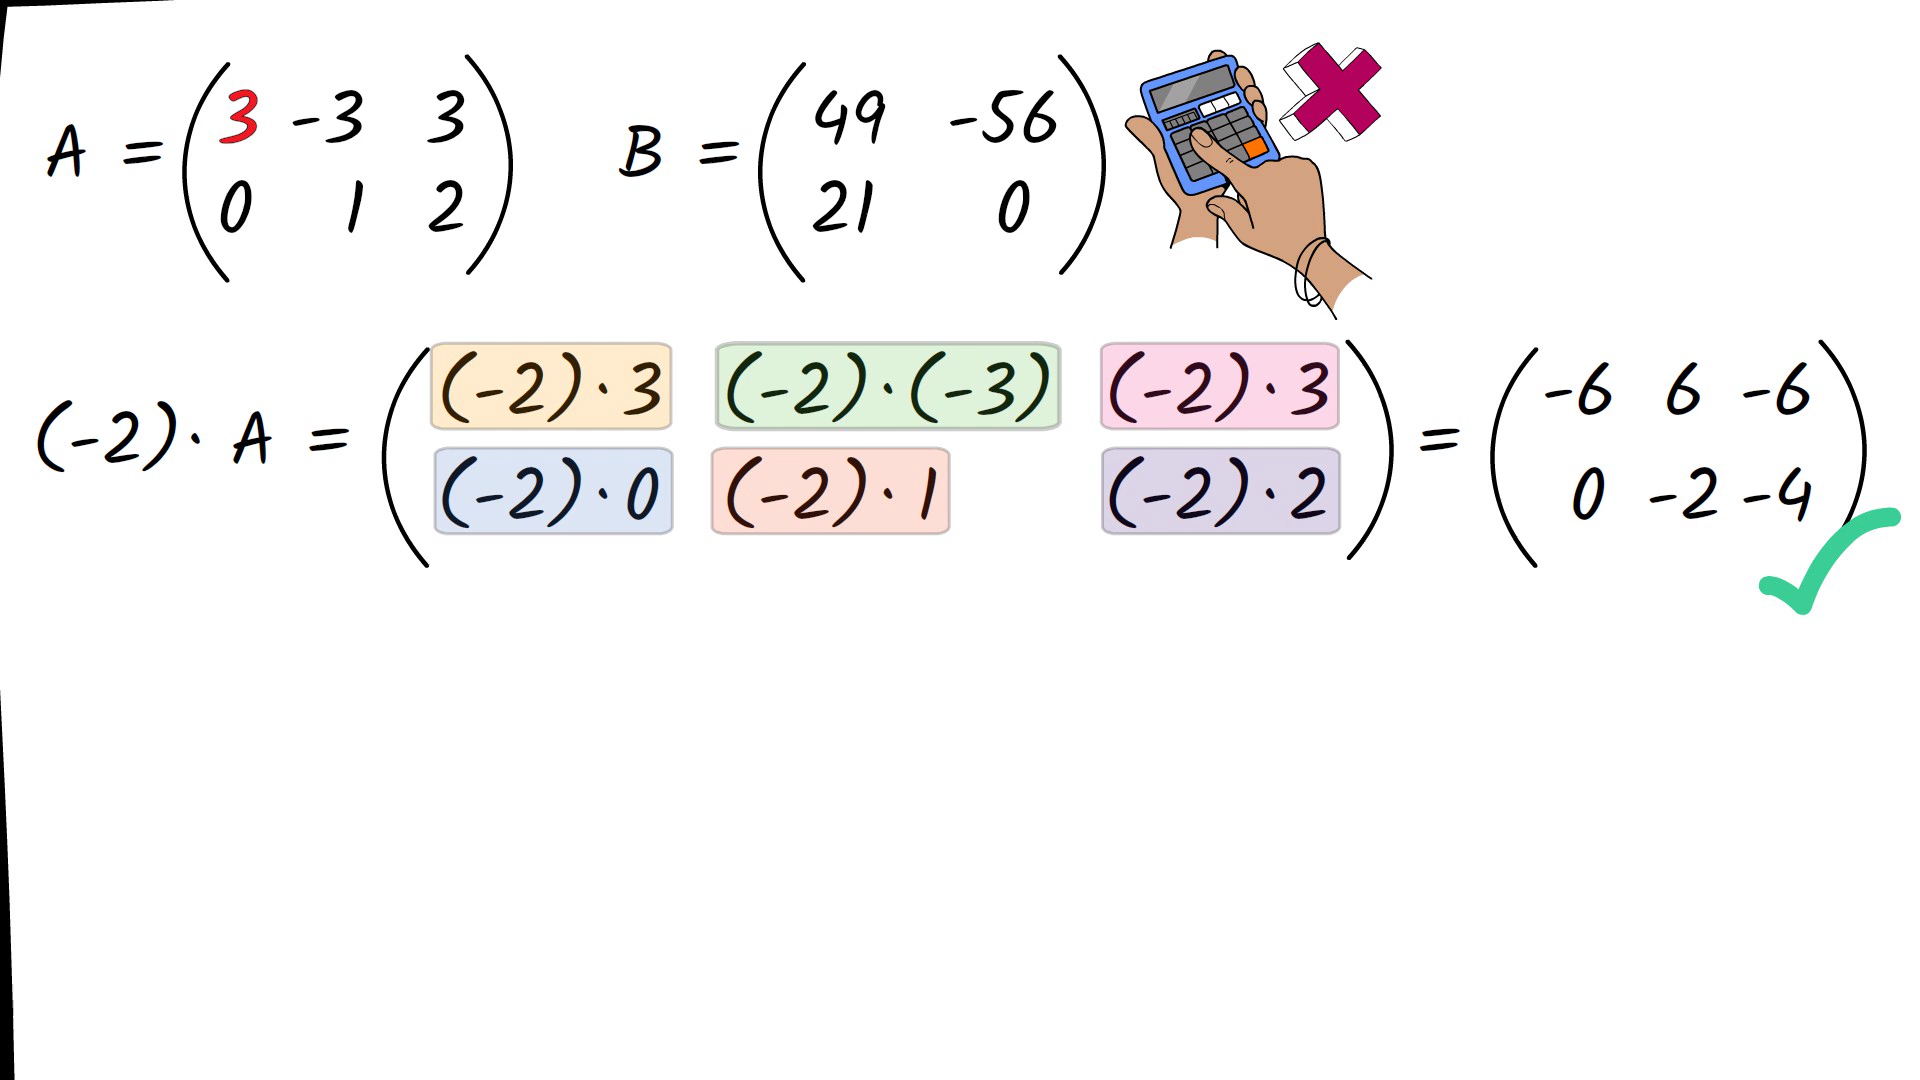 A = ( 3 -3 3
0 1 2 )
B = ( 49 -56
21 0 )
(-2) · A = ( (-2) · 3 (-2) · (-3) (-2) · 3
(-2) · 0 (-2) · 1 (-2) · 2 )
= ( -6 6 -6
0 -2 -4 )